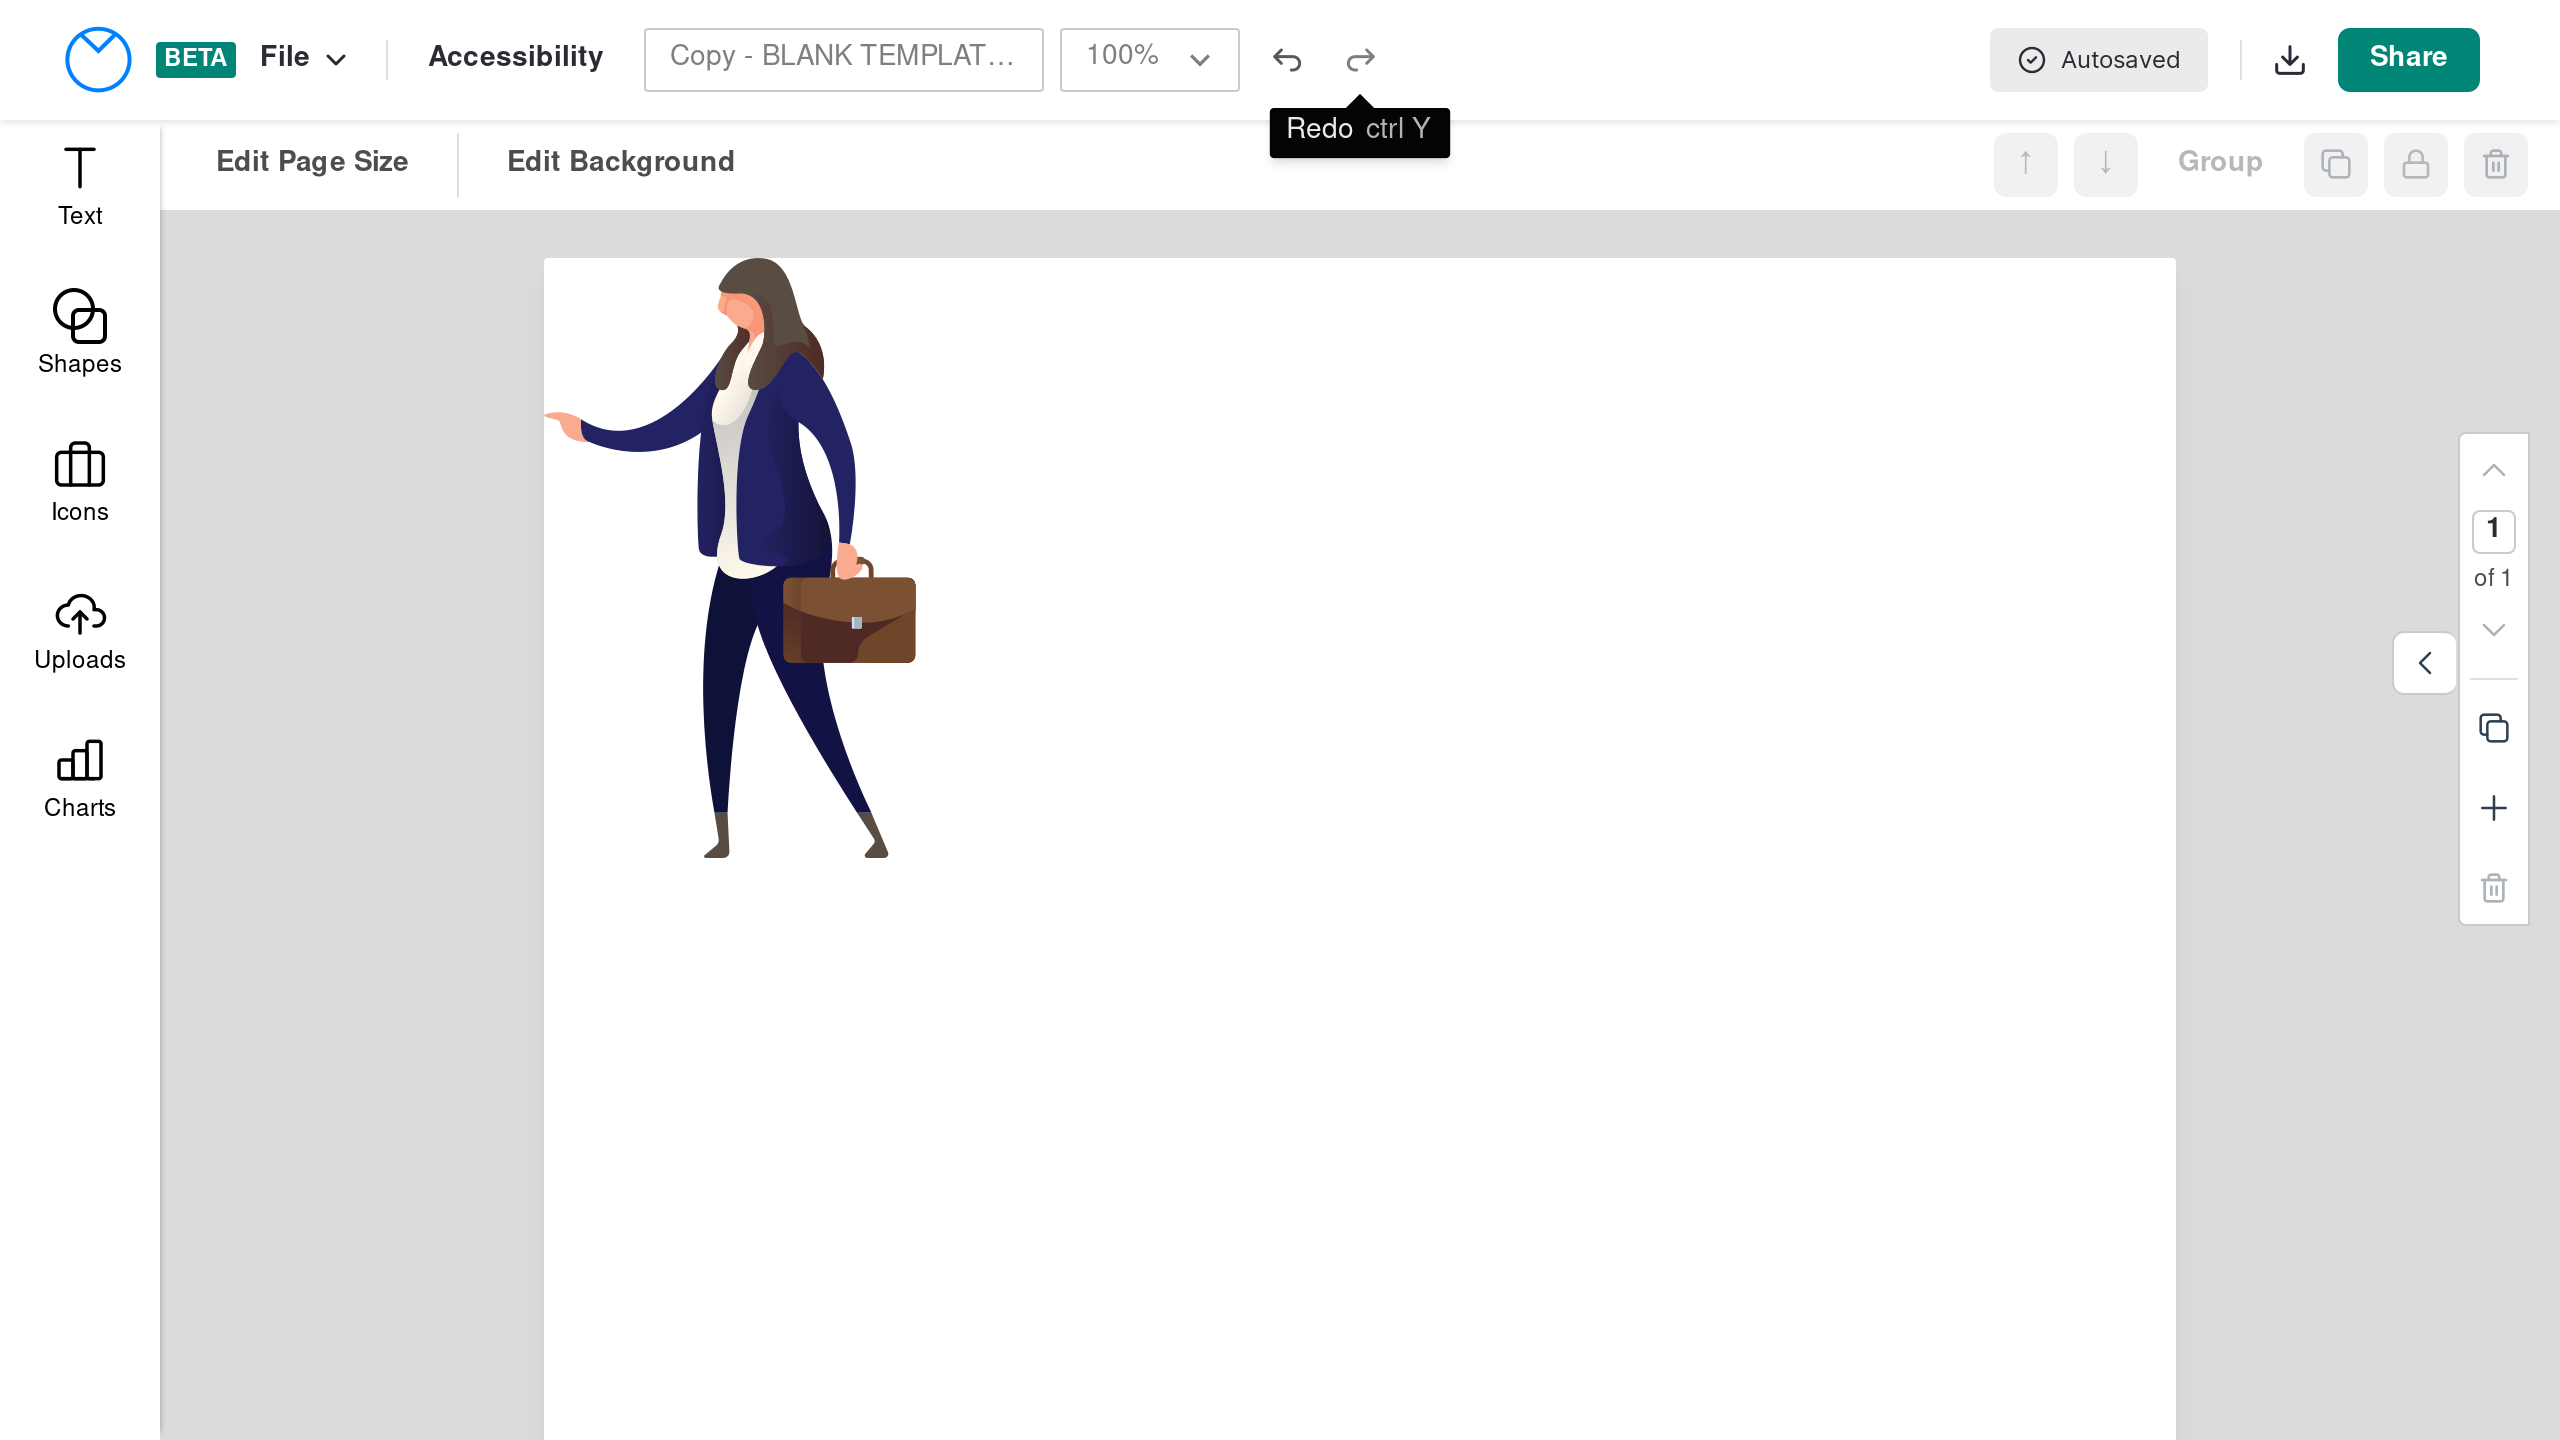 BETA File Accessibility Copy - BLANK TEMPLAT... 100% Autosaved Share
Redo ctrl Y
Edit Page Size Edit Background ↑ ↓ Group
Text
Shapes
Icons
Uploads
Charts
1
of 1